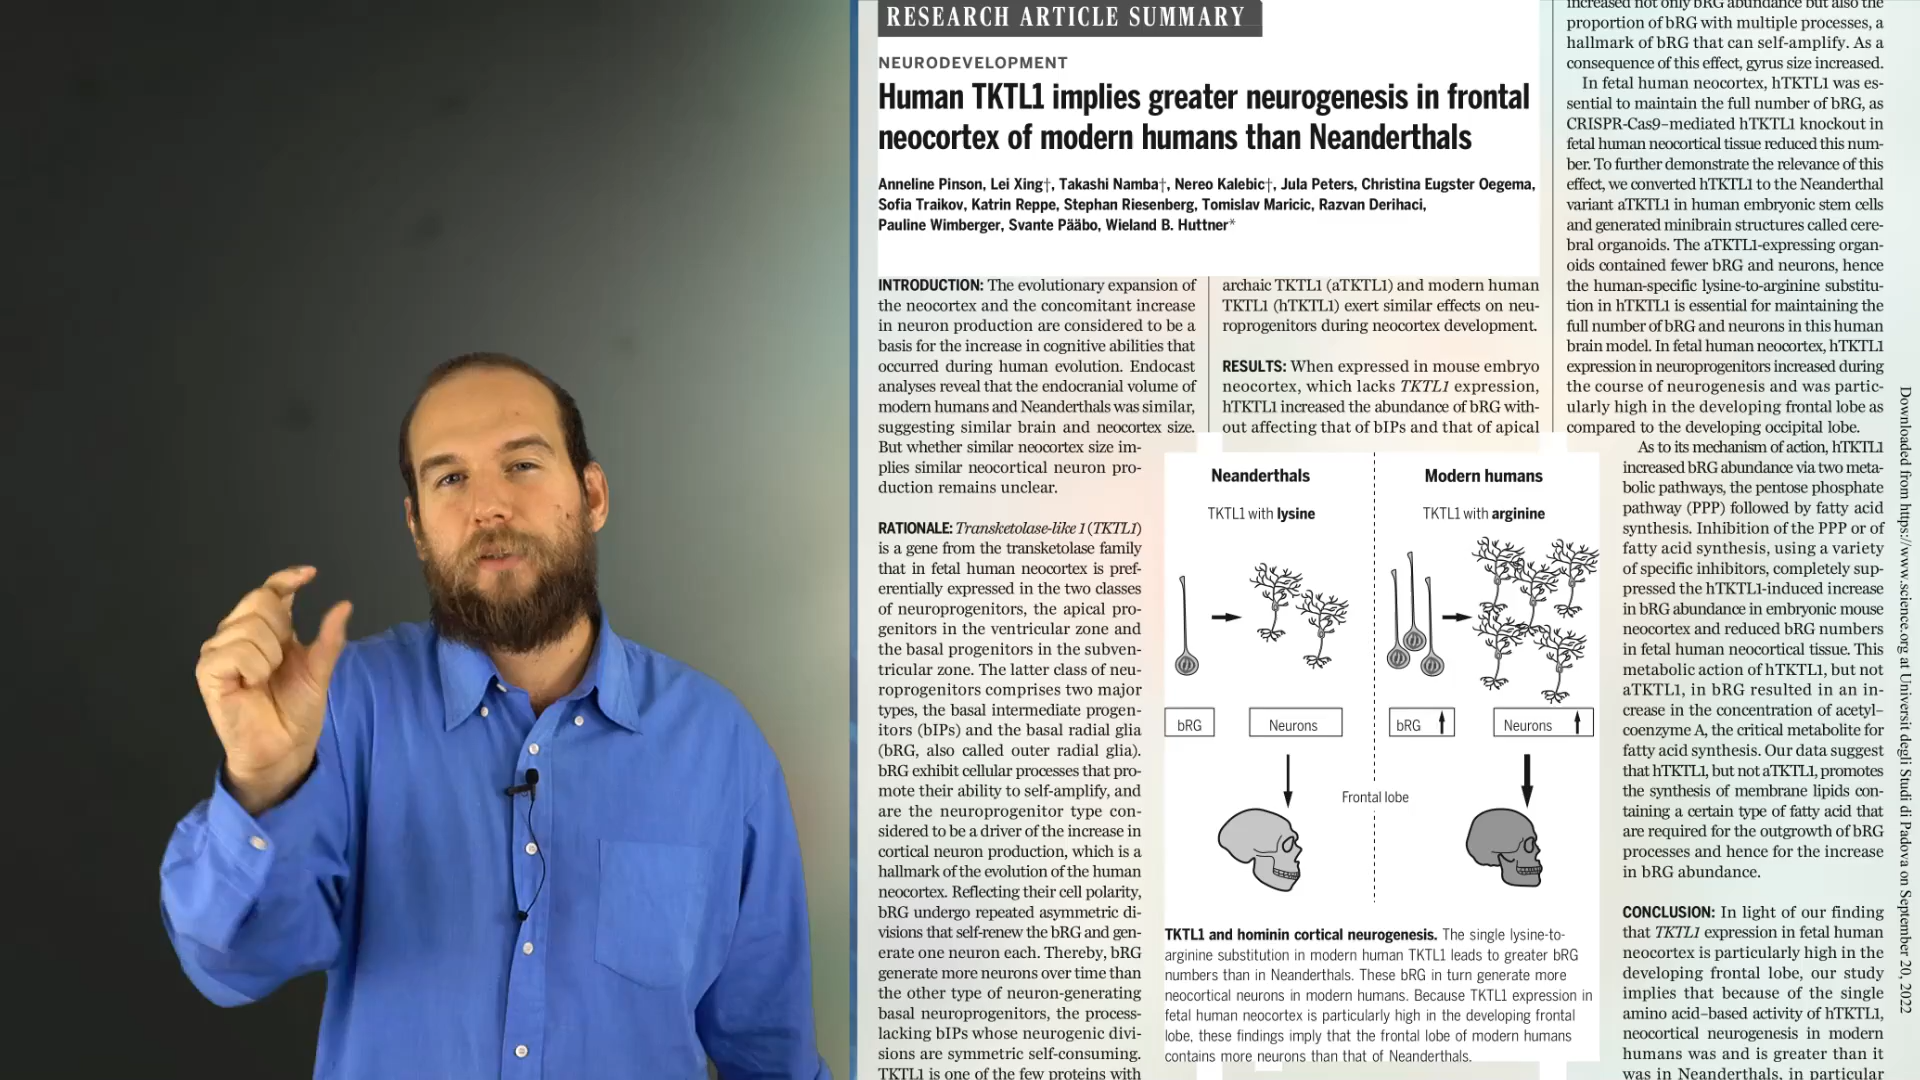 RESEARCH ARTICLE SUMMARY
NEURODEVELOPMENT
Human TKTL1 implies greater neurogenesis in frontal
neocortex of modern humans than Neanderthals
Anneline Pinson, Lei Xing†, Takashi Namba†, Nereo Kalebic†, Jula Peters, Christina Eugster Oegema,
Sofia Traikov, Katrin Reppe, Stephan Riesenberg, Tomislav Maricic, Razvan Derihaci,
Pauline Wimberger, Svante Pääbo, Wieland B. Huttner*
INTRODUCTION: The evolutionary expansion of
the neocortex and the concomitant increase
in neuron production are considered to be a
basis for the increase in cognitive abilities that
occurred during human evolution. Endocast
analyses reveal that the endocranial volume of
modern humans and Neanderthals was similar,
suggesting similar brain and neocortex size.
But whether similar neocortex size im-
plies similar neocortical neuron pro-
duction remains unclear.
RATIONALE: Transketolase-like 1 (TKTL1)
is a gene from the transketolase family
that in fetal human neocortex is pref-
erentially expressed in the two classes
of neuroprogenitors, the apical pro-
genitors in the ventricular zone and
the basal progenitors in the subven-
tricular zone. The latter class of neu-
roprogenitors comprises two major
types, the basal intermediate progen-
itors (bIPs) and the basal radial glia
(bRG, also called outer radial glia).
bRG exhibit cellular processes that pro-
mote their ability to self-amplify, and
are the neuroprogenitor type con-
sidered to be a driver of the increase in
cortical neuron production, which is a
hallmark of the evolution of the human
neocortex. Reflecting their cell polarity,
bRG undergo repeated asymmetric di-
visions that self-renew the bRG and gen-
erate one neuron each. Thereby, bRG
generate more neurons over time than
the other type of neuron-generating
basal neuroprogenitors, the process-
lacking bIPs whose neurogenic divi-
sions are symmetric self-consuming.
TKTL1 is one of the few proteins with
archaic TKTL1 (aTKTL1) and modern human
TKTL1 (hTKTL1) exert similar effects on neu-
roprogenitors during neocortex development.
RESULTS: When expressed in mouse embryo
neocortex, which lacks TKTL1 expression,
hTKTL1 increased the abundance of bRG with-
out affecting that of bIPs and that of apical
Neanderthals
TKTL1 with lysine
bRG
Neurons
Modern humans
TKTL1 with arginine
bRG
Neurons
Frontal lobe
TKTL1 and hominin cortical neurogenesis. The single lysine-to-
arginine substitution in modern human TKTL1 leads to greater bRG
numbers than in Neanderthals. These bRG in turn generate more
neocortical neurons in modern humans. Because TKTL1 expression in
fetal human neocortex is particularly high in the developing frontal
lobe, these findings imply that the frontal lobe of modern humans
contains more neurons than that of Neanderthals.
increased not only bRG abundance but also the
proportion of bRG with multiple processes, a
hallmark of bRG that can self-amplify. As a
consequence of this effect, gyrus size increased.
In fetal human neocortex, hTKTL1 was es-
sential to maintain the full number of bRG, as
CRISPR-Cas9–mediated hTKTL1 knockout in
fetal human neocortical tissue reduced this num-
ber. To further demonstrate the relevance of this
effect, we converted hTKTL1 to the Neanderthal
variant aTKTL1 in human embryonic stem cells
and generated minibrain structures called cere-
bral organoids. The aTKTL1-expressing organ-
oids contained fewer bRG and neurons, hence
the human-specific lysine-to-arginine substitu-
tion in hTKTL1 is essential for maintaining the
full number of bRG and neurons in this human
brain model. In fetal human neocortex, hTKTL1
expression in neuroprogenitors increased during
the course of neurogenesis and was partic-
ularly high in the developing frontal lobe as
compared to the developing occipital lobe.
As to its mechanism of action, hTKTL1
increased bRG abundance via two meta-
bolic pathways, the pentose phosphate
pathway (PPP) followed by fatty acid
synthesis. Inhibition of the PPP or of
fatty acid synthesis, using a variety
of specific inhibitors, completely sup-
pressed the hTKTL1-induced increase
in bRG abundance in embryonic mouse
neocortex and reduced bRG numbers
in fetal human neocortical tissue. This
metabolic action of hTKTL1, but not
aTKTL1, in bRG resulted in an in-
crease in the concentration of acetyl–
coenzyme A, the critical metabolite for
fatty acid synthesis. Our data suggest
that hTKTL1, but not aTKTL1, promotes
the synthesis of membrane lipids con-
taining a certain type of fatty acid that
are required for the outgrowth of bRG
processes and hence for the increase
in bRG abundance.
CONCLUSION: In light of our finding
that TKTL1 expression in fetal human
neocortex is particularly high in the
developing frontal lobe, our study
implies that because of the single
amino acid–based activity of hTKTL1,
neocortical neurogenesis in modern
humans was and is greater than it
was in Neanderthals, in particular
Downloaded from https://www.science.org at Universit degli Studi di Padova on September 20, 2022